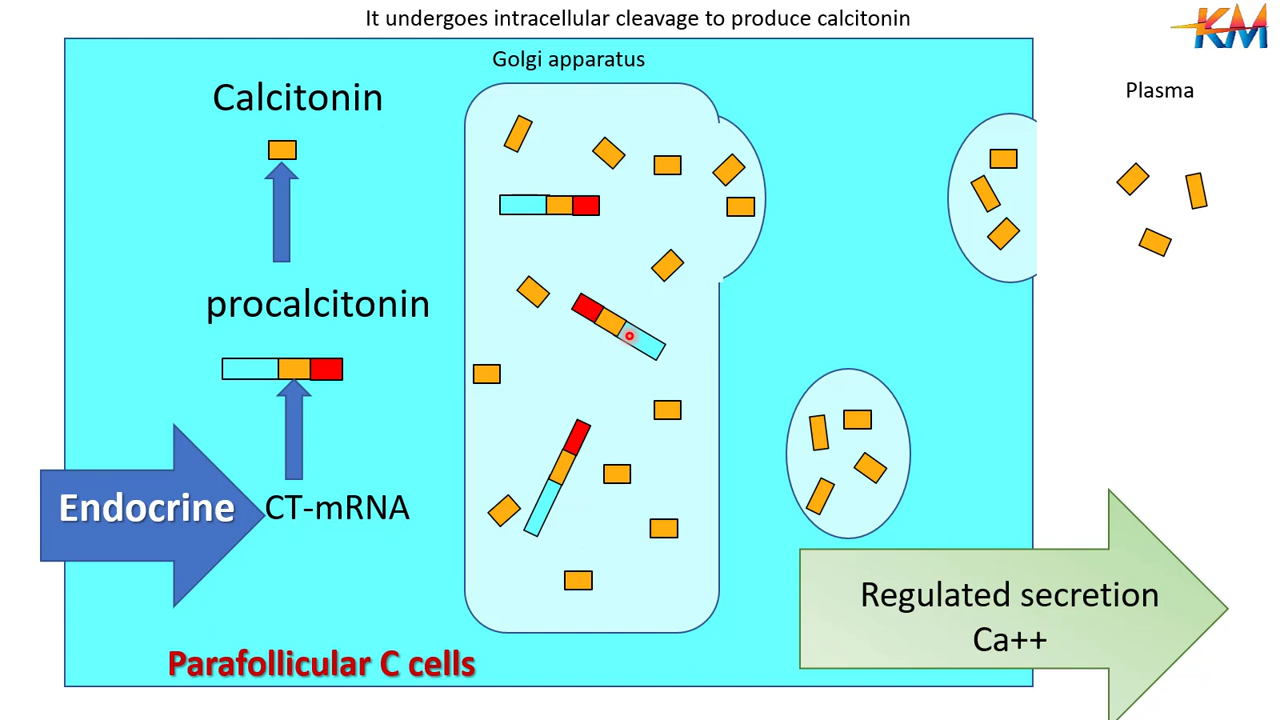 It undergoes intracellular cleavage to produce calcitonin
KM
Golgi apparatus
Plasma
Calcitonin
procalcitonin
Endocrine
CT-mRNA
Regulated secretion
Ca++
Parafollicular C cells